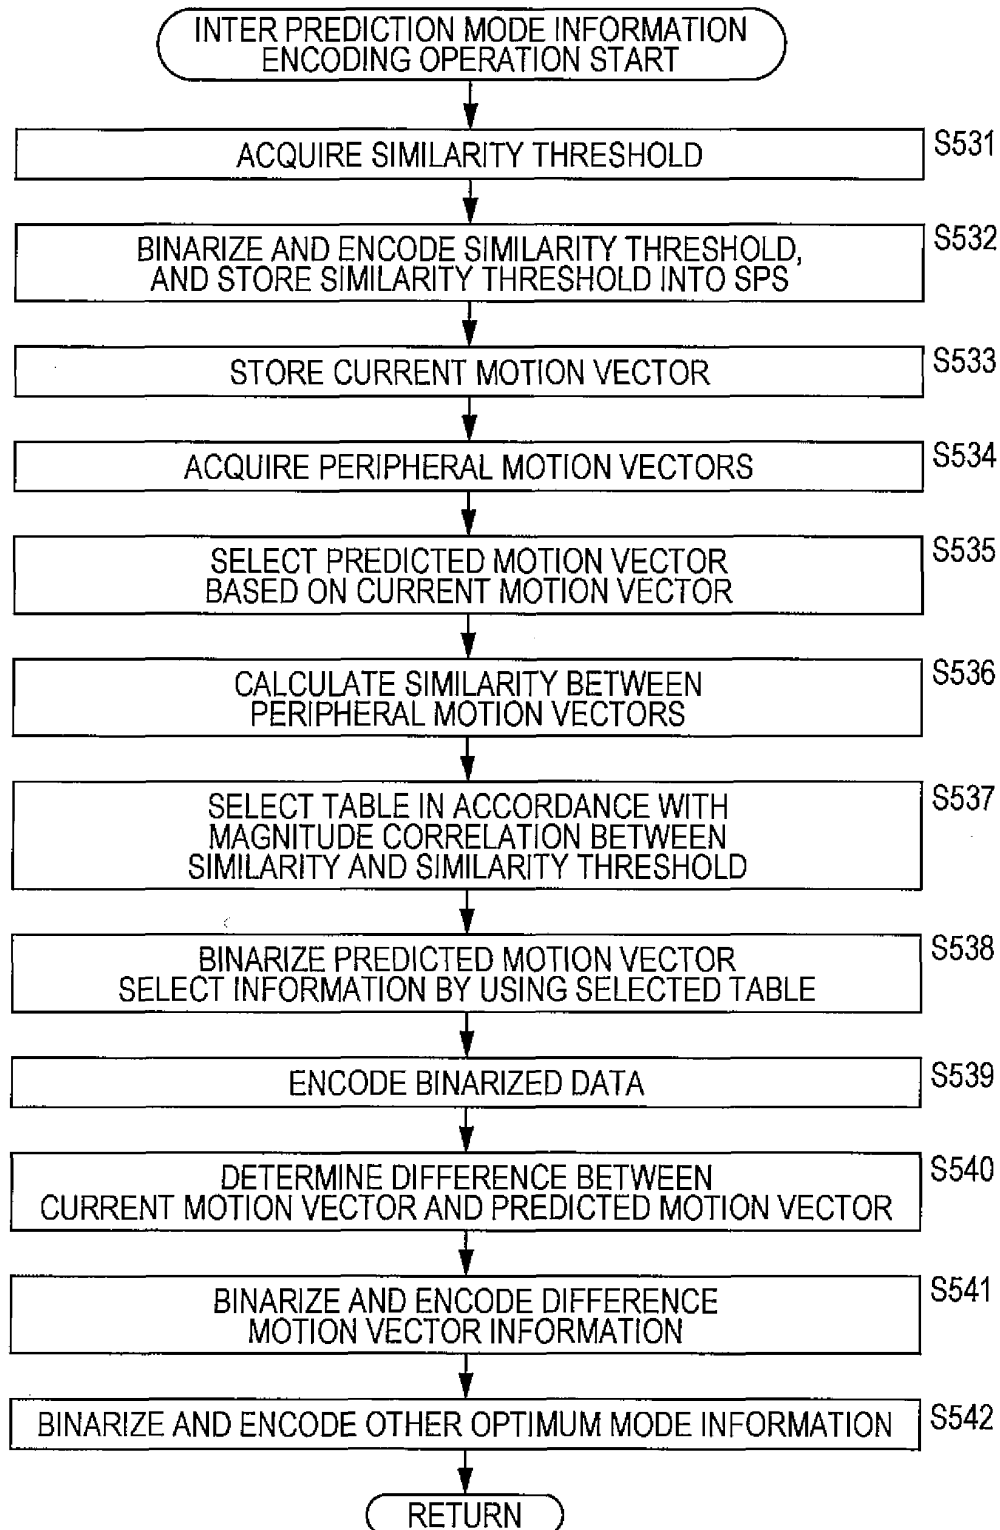 INTER PREDICTION MODE INFORMATION
ENCODING OPERATION START
ACQUIRE SIMILARITY THRESHOLD
S531
BINARIZE AND ENCODE SIMILARITY THRESHOLD,
AND STORE SIMILARITY THRESHOLD INTO SPS
S532
STORE CURRENT MOTION VECTOR
S533
ACQUIRE PERIPHERAL MOTION VECTORS
S534
SELECT PREDICTED MOTION VECTOR
BASED ON CURRENT MOTION VECTOR
S535
CALCULATE SIMILARITY BETWEEN
PERIPHERAL MOTION VECTORS
S536
SELECT TABLE IN ACCORDANCE WITH
MAGNITUDE CORRELATION BETWEEN
SIMILARITY AND SIMILARITY THRESHOLD
S537
BINARIZE PREDICTED MOTION VECTOR
SELECT INFORMATION BY USING SELECTED TABLE
S538
ENCODE BINARIZED DATA
S539
DETERMINE DIFFERENCE BETWEEN
CURRENT MOTION VECTOR AND PREDICTED MOTION VECTOR
S540
BINARIZE AND ENCODE DIFFERENCE
MOTION VECTOR INFORMATION
S541
BINARIZE AND ENCODE OTHER OPTIMUM MODE INFORMATION
S542
RETURN